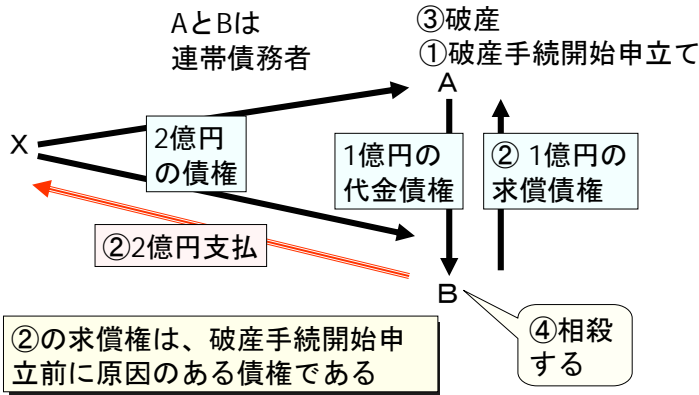 AとBは
連帯債務者
③破産
①破産手続開始申立て
A
X
2億円
の債権
1億円の
代金債権
② 1億円の
求償債権
②2億円支払
B
②の求償権は、破産手続開始申
立前に原因のある債権である
④相殺
する